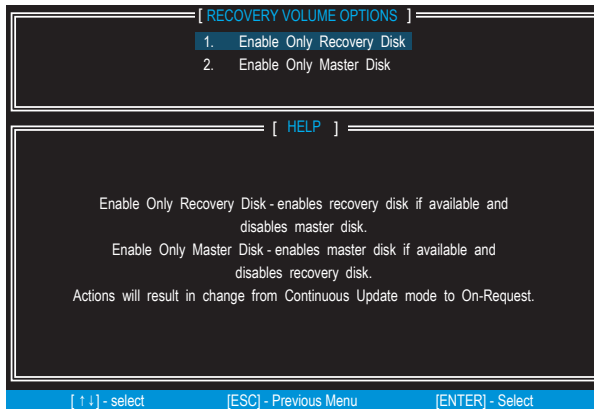 [ RECOVERY VOLUME OPTIONS ]
1. Enable Only Recovery Disk
2. Enable Only Master Disk
[ HELP ]
Enable Only Recovery Disk - enables recovery disk if available and
disables master disk.
Enable Only Master Disk - enables master disk if available and
disables recovery disk.
Actions will result in change from Continuous Update mode to On-Request.
[ ↑↓] - select [ESC] - Previous Menu [ENTER] - Select